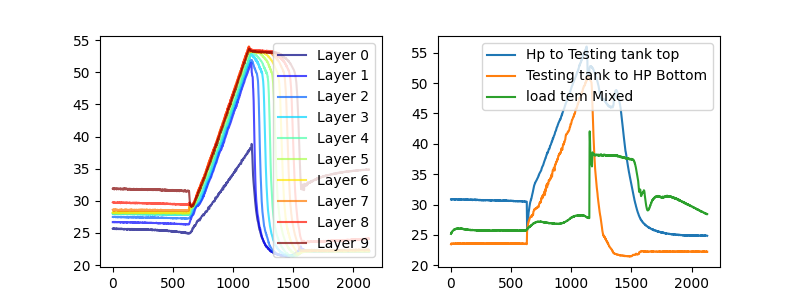 55
50
45
40
35
30
25
20
0
500
1000
1500
2000
Layer 0
Layer 1
Layer 2
Layer 3
Layer 4
Layer 5
Layer 6
Layer 7
Layer 8
Layer 9
55
50
45
40
35
30
25
20
0
500
1000
1500
2000
Hp to Testing tank top
Testing tank to HP Bottom
load tem Mixed